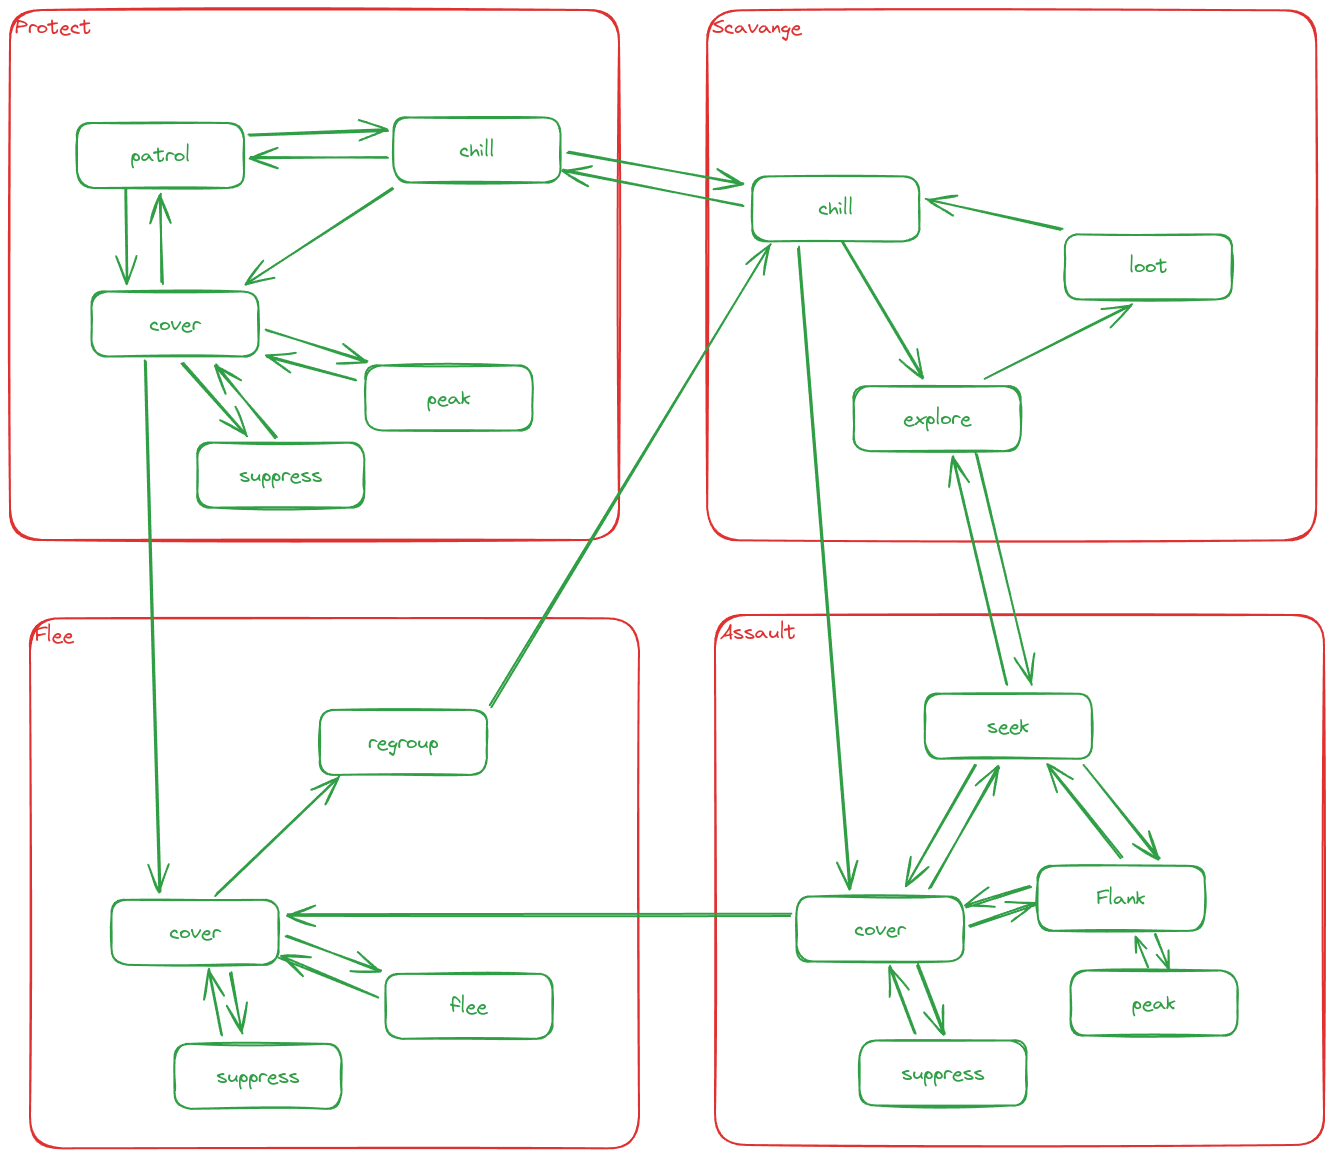 Protect
patrol
chill
cover
peak
suppress
Scavange
chill
loot
explore
Flee
regroup
cover
flee
suppress
Assault
seek
Flank
cover
peak
suppress